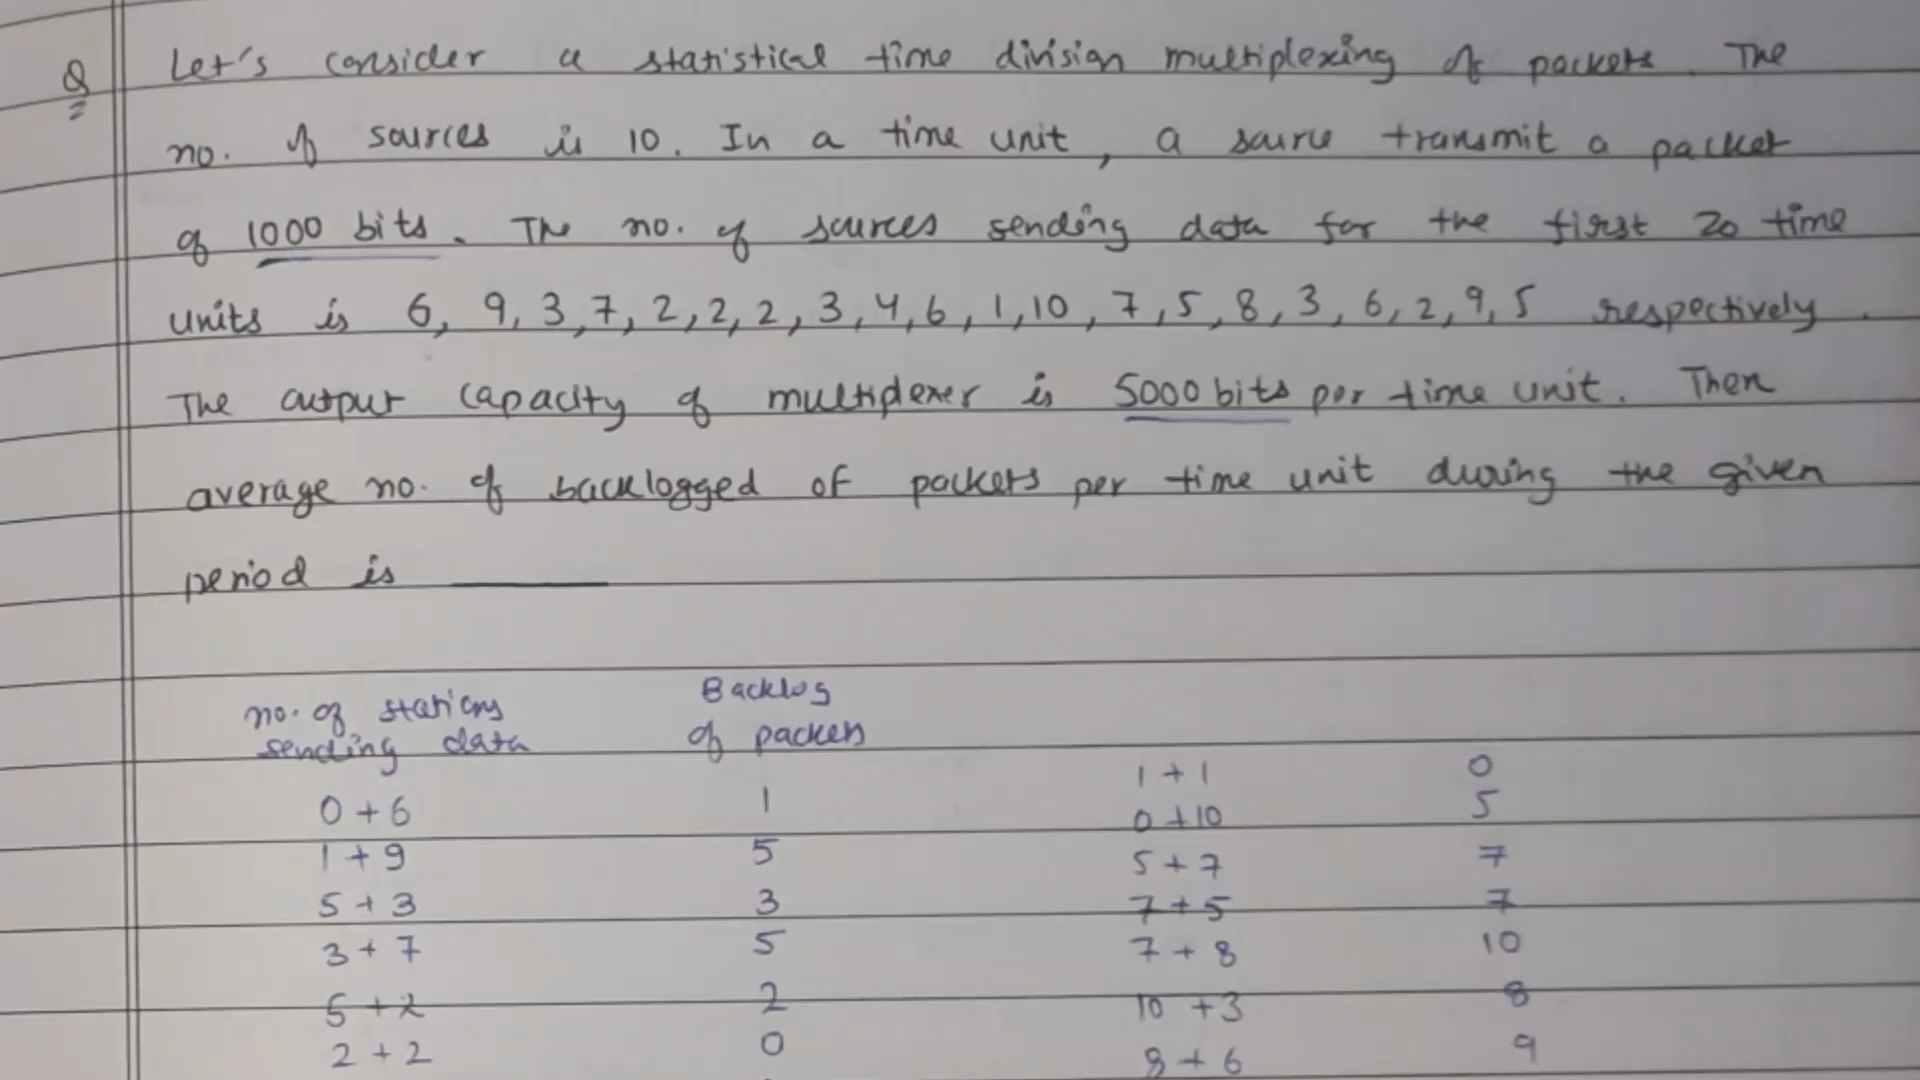 Q Let's consider a statistical time division multiplexing of packets. The
no. of sources is 10. In a time unit, a source transmit a packet
of 1000 bits. The no. of sources sending data for the first 20 time
units is 6, 9, 3, 7, 2, 2, 2, 3, 4, 6, 1, 10, 7, 5, 8, 3, 6, 2, 9, 5 respectively.
The output capacity of multiplexer is 5000 bits per time unit. Then
average no. of backlogged of packets per time unit during the given
period is ______
no. of stations
sending data
Backlog
of packets
0 + 6 1
1 + 9 5
5 + 3 3
3 + 7 5
5 + 2 2
2 + 2 0
1 + 1 0
0 + 10 5
5 + 7 7
7 + 5 7
7 + 8 10
10 + 3 8
8 + 6 9